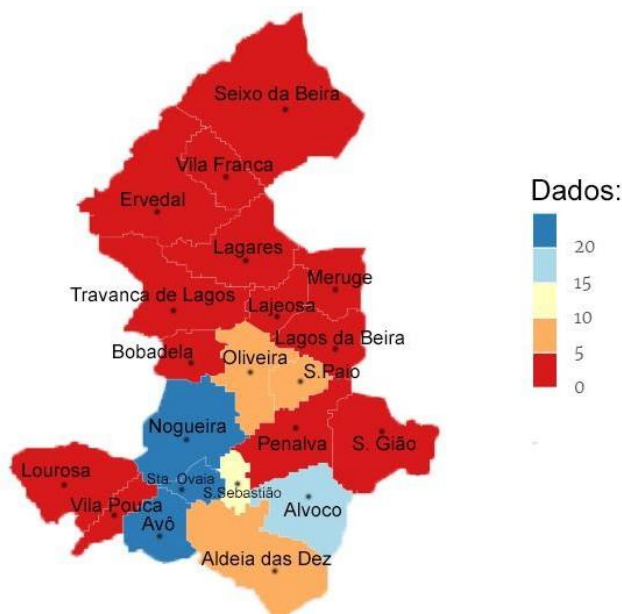 Seixo da Beira
Vila Franca
Ervedal
Lagares
Meruge
Travanca de Lagos
Lajeosa
Lagos da Beira
Bobadela
Oliveira
S.Paio
Nogueira
Penalva
S. Gião
Lourosa
Sta. Ovaia
S.Sebastião
Vila Pouca
Alvoco
Avô
Aldeia das Dez
Dados:
20
15
10
5
0